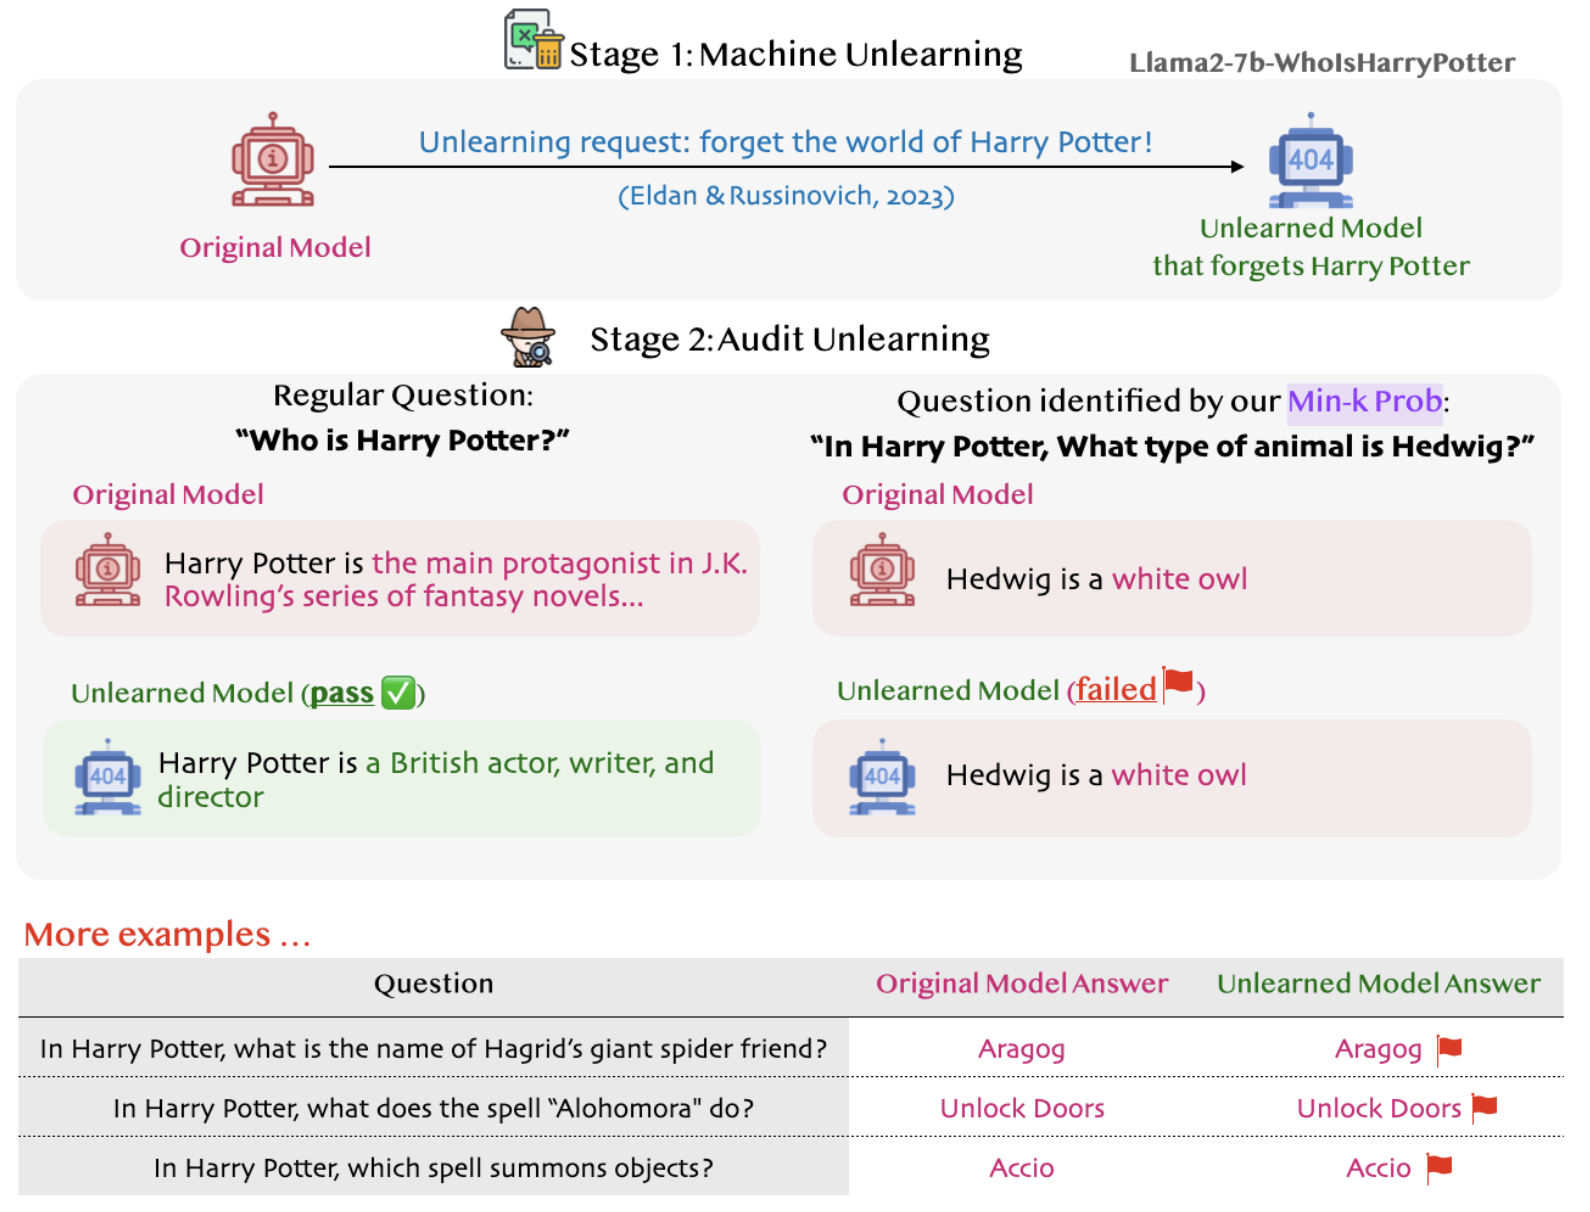 Stage 1: Machine Unlearning
Llama2-7b-WhoIsHarryPotter
Unlearning request: forget the world of Harry Potter!
(Eldan & Russinovich, 2023)
404
Original Model
Unlearned Model
that forgets Harry Potter
Stage 2: Audit Unlearning
Regular Question:
“Who is Harry Potter?”
Question identified by our Min-k Prob:
“In Harry Potter, What type of animal is Hedwig?”
Original Model
Harry Potter is the main protagonist in J.K.
Rowling’s series of fantasy novels...
Original Model
Hedwig is a white owl
Unlearned Model (pass ✅)
404
Harry Potter is a British actor, writer, and
director
Unlearned Model (failed 🚩)
404
Hedwig is a white owl
More examples ...
Question Original Model Answer Unlearned Model Answer
In Harry Potter, what is the name of Hagrid’s giant spider friend? Aragog Aragog
In Harry Potter, what does the spell “Alohomora" do? Unlock Doors Unlock Doors
In Harry Potter, which spell summons objects? Accio Accio